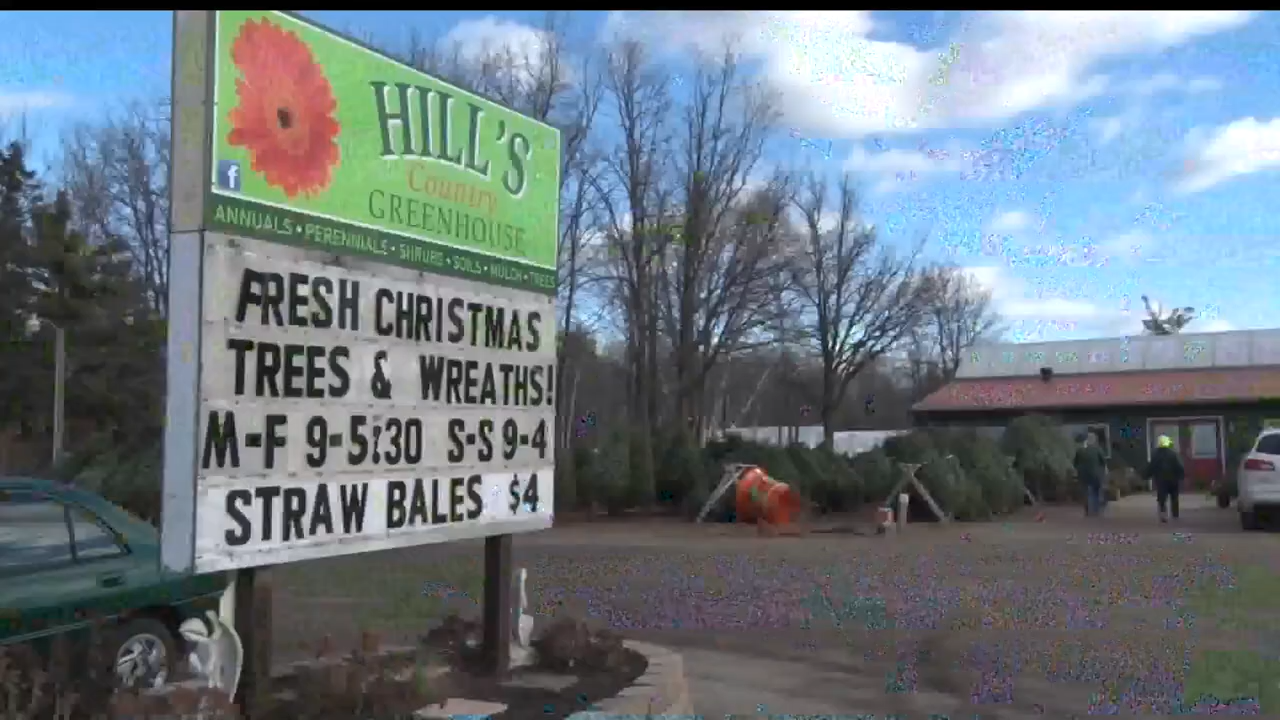 HILL'S
Country
GREENHOUSE
f
ANNUALS • PERENNIALS • SHRUBS • SOILS • MULCH • TREES
FRESH CHRISTMAS
TREES & WREATHS!
M-F 9-5:30 S-S 9-4
STRAW BALES $4